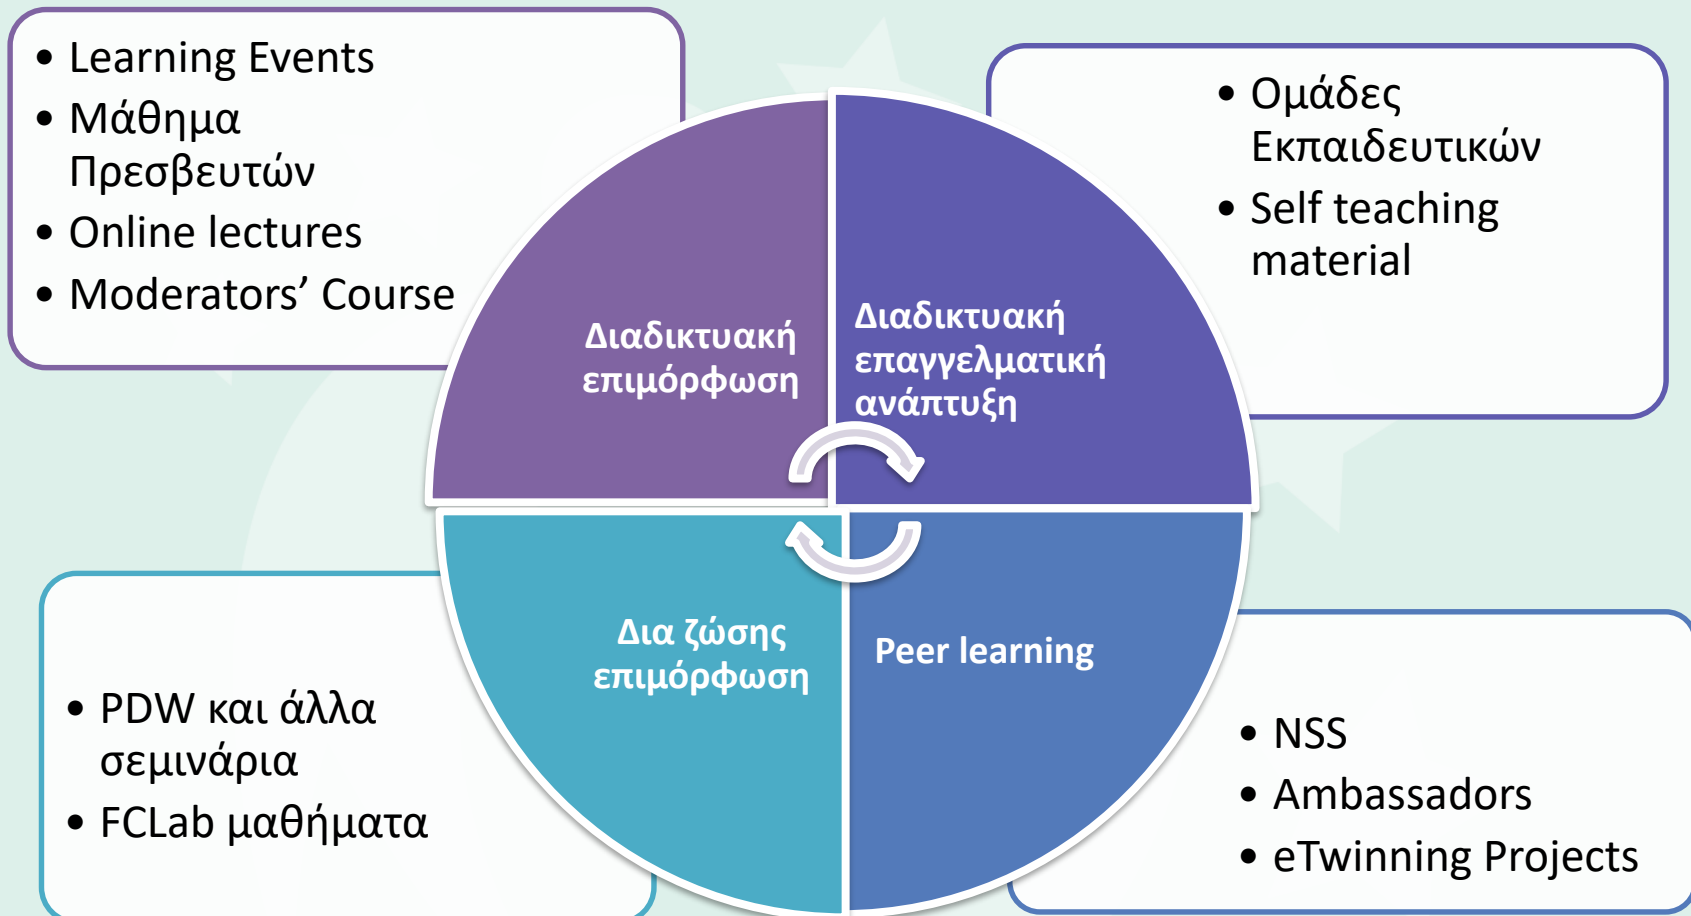 • Learning Events
• Μάθημα
Πρεσβευτών
• Online lectures
• Moderators’ Course
• Ομάδες
Εκπαιδευτικών
• Self teaching
material
Διαδικτυακή
επιμόρφωση
Διαδικτυακή
επαγγελματική
ανάπτυξη
Δια ζώσης
επιμόρφωση
Peer learning
• PDW και άλλα
σεμινάρια
• FCLab μαθήματα
• NSS
• Ambassadors
• eTwinning Projects